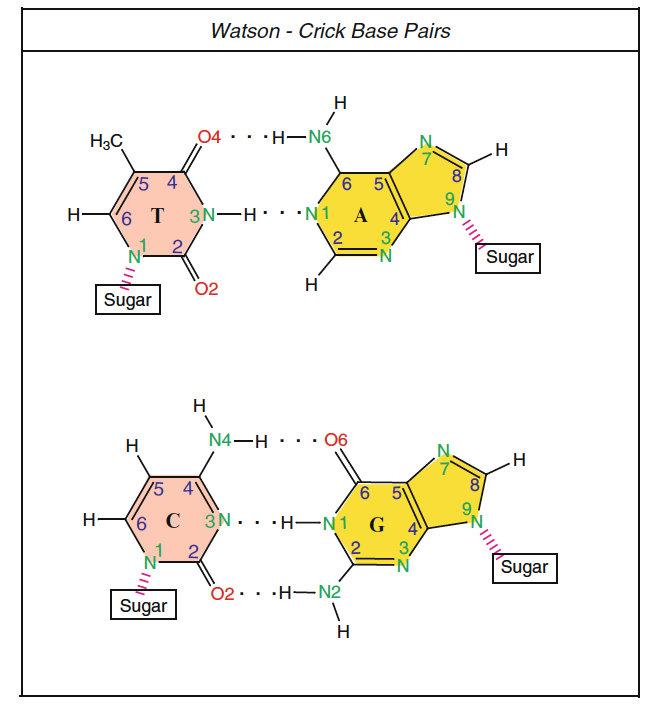 Watson - Crick Base Pairs
H
H3C O4 H N6 N H
7
5 4 6 5 8
H 6 T 3N H N1 A 4 9 N
1 2 2 3
N N Sugar
Sugar O2 H
H
H N4 H O6 N H
7
5 4 6 5 8
H 6 C 3N H N1 G 4 9 N
1 2 2 3
N N Sugar
Sugar O2 H N2
H